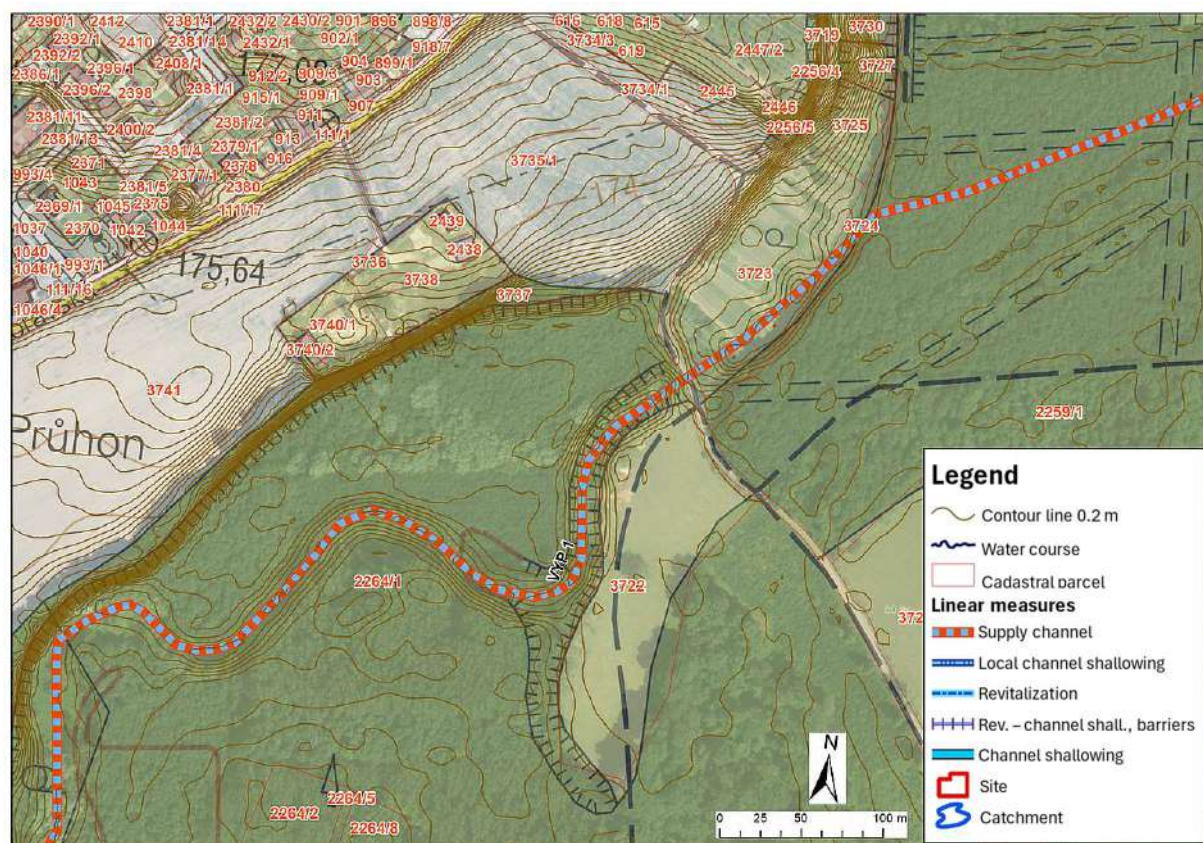 2390/1 2412 2381/1 2432/2 2430/2 901 896 898/8 616 618 615 3713 3730
2392/1 2410 2381/14 2432/1 902/1 918/7 3734/3 619 2447/2
2392/2 2396/1 2408/1 904 899/1 3727
2386/1 2396/2 2398 2381/1 912/2 909/3 903 3734/1 2445 2256/4
915/1 909/1 907 2446
2381/11 2400/2 2381/2 911 2256/5 3725
2381/13 2381/4 2379/1 913 111/1
2371 2378 916 3735/1
993/4 1043 2381/5 2377/1 2380 174
2369/1 1045 2375 111/17 2439
1037 2370 1042 1044 3724
1040 993/1 175,64 3736 2438
1046/1 3738 3723
111/16 3737
1046/4 3740/1
3740/2
3741
2259/1
Průhon
VYP 1
2264/1 3722
2264/5
2264/2
2264/8
N
0 25 50 100 m
Legend
Contour line 0.2 m
Water course
Cadastral parcel
Linear measures
Supply channel
Local channel shallowing
Revitalization
Rev. – channel shall., barriers
Channel shallowing
Site
Catchment